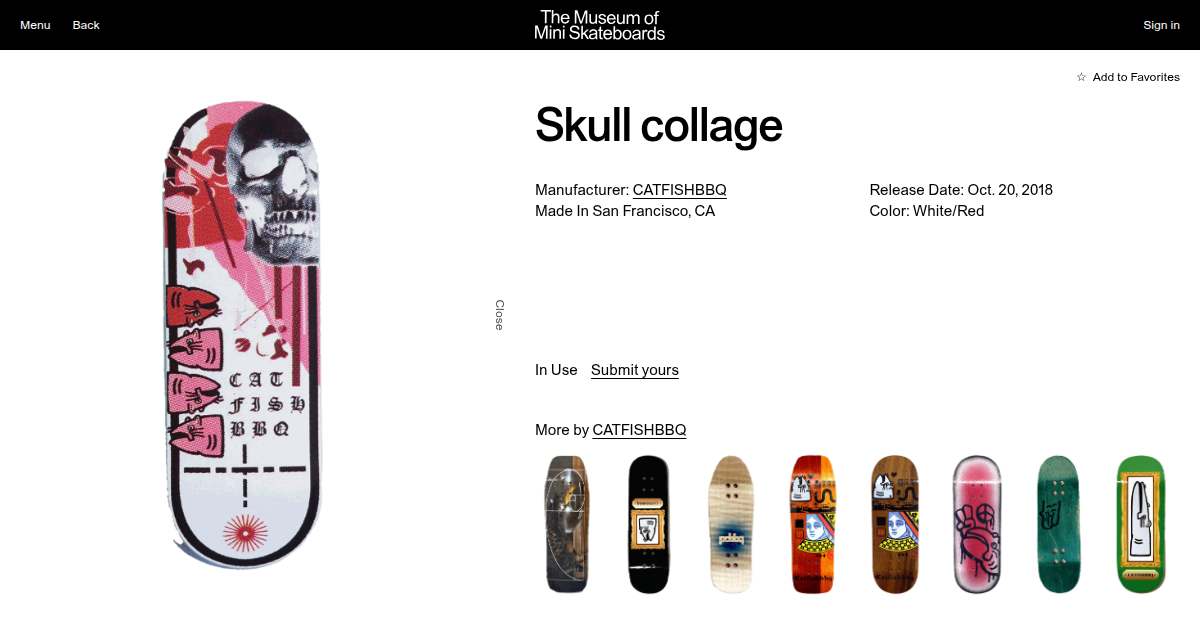 Menu
Back
The Museum of
Mini Skateboards
Sign in
☆ Add to Favorites
Skull collage
Manufacturer: CATFISHBBQ
Made In San Francisco, CA
Release Date: Oct. 20, 2018
Color: White/Red
Close
CAT
FISH
BBQ
In Use
Submit yours
More by CATFISHBBQ